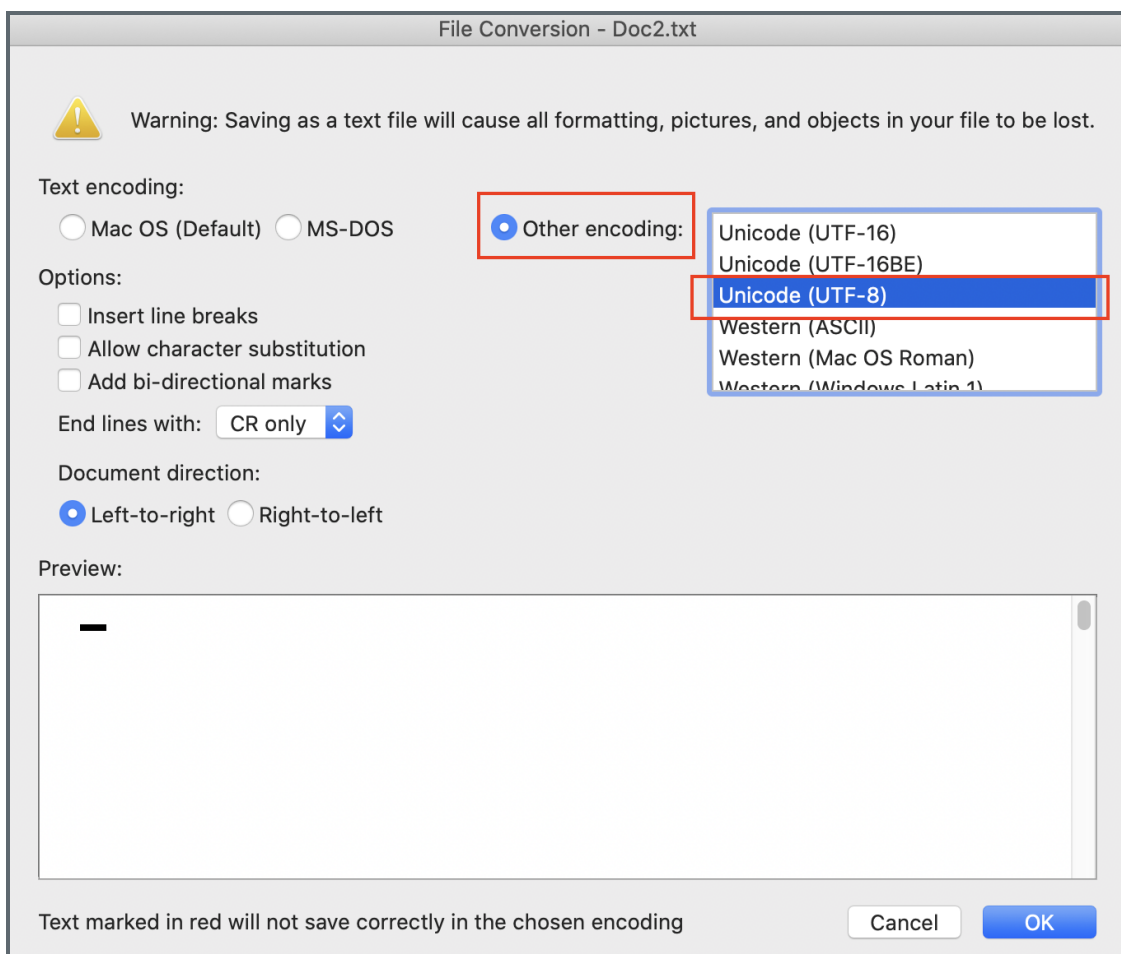 File Conversion - Doc2.txt
Warning: Saving as a text file will cause all formatting, pictures, and objects in your file to be lost.
Text encoding:
Mac OS (Default) MS-DOS Other encoding:
Unicode (UTF-16)
Unicode (UTF-16BE)
Unicode (UTF-8)
Western (ASCII)
Western (Mac OS Roman)
Western (Windows Latin 1)
Options:
Insert line breaks
Allow character substitution
Add bi-directional marks
End lines with: CR only
Document direction:
Left-to-right Right-to-left
Preview:
Text marked in red will not save correctly in the chosen encoding
Cancel OK